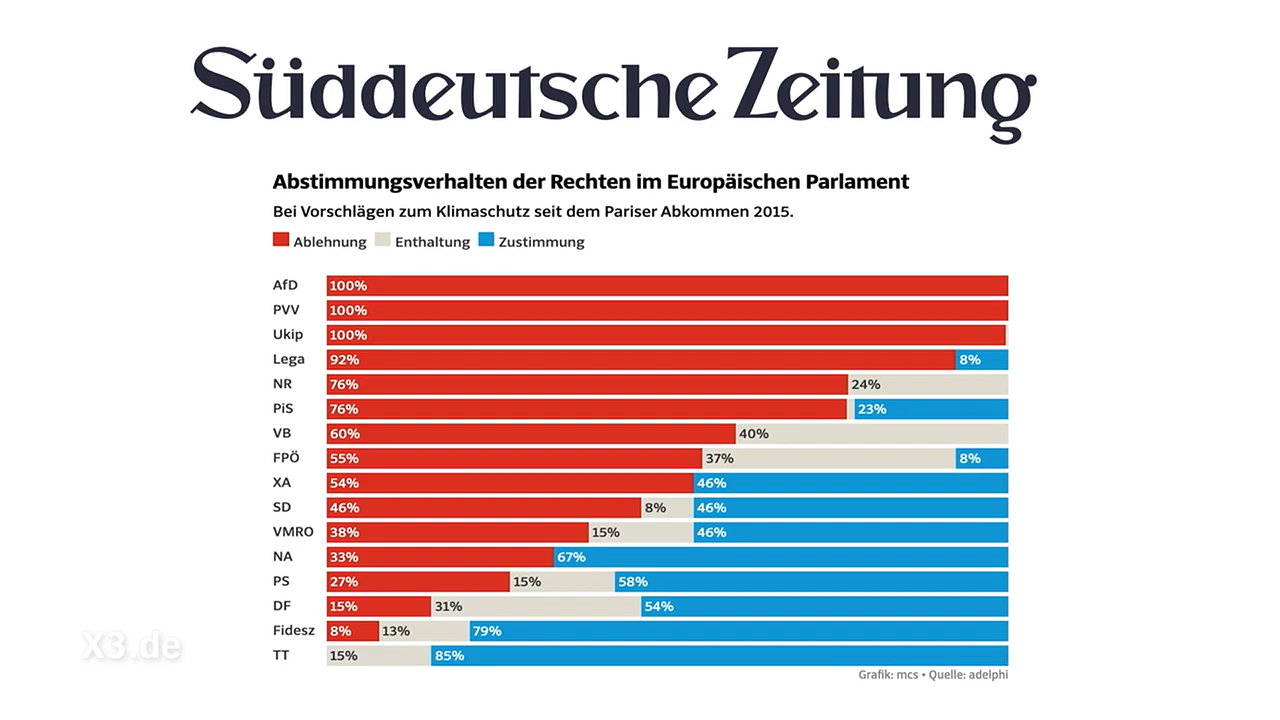 Süddeutsche Zeitung
Abstimmungsverhalten der Rechten im Europäischen Parlament
Bei Vorschlägen zum Klimaschutz seit dem Pariser Abkommen 2015.
Ablehnung Enthaltung Zustimmung
AfD 100%
PVV 100%
Ukip 100%
Lega 92% 8%
NR 76% 24%
PiS 76% 23%
VB 60% 40%
FPÖ 55% 37% 8%
XA 54% 46%
SD 46% 8% 46%
VMRO 38% 15% 46%
NA 33% 67%
PS 27% 15% 58%
DF 15% 31% 54%
Fidesz 8% 13% 79%
TT 15% 85%
X3.de
Grafik: mcs • Quelle: adelphi